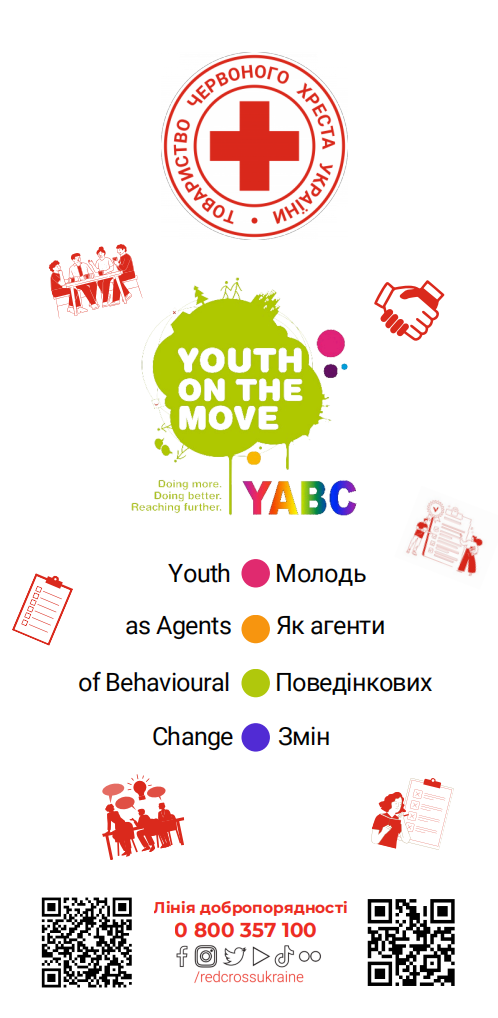 ТОВАРИСТВО ЧЕРВОНОГО ХРЕСТА УКРАЇНИ
YOUTH
ON THE
MOVE
Doing more.
Doing better.
Reaching further.
YABC
Youth Молодь
as Agents Як агенти
of Behavioural Поведінкових
Change Змін
Лінія добропорядності
0 800 357 100
/redcrossukraine